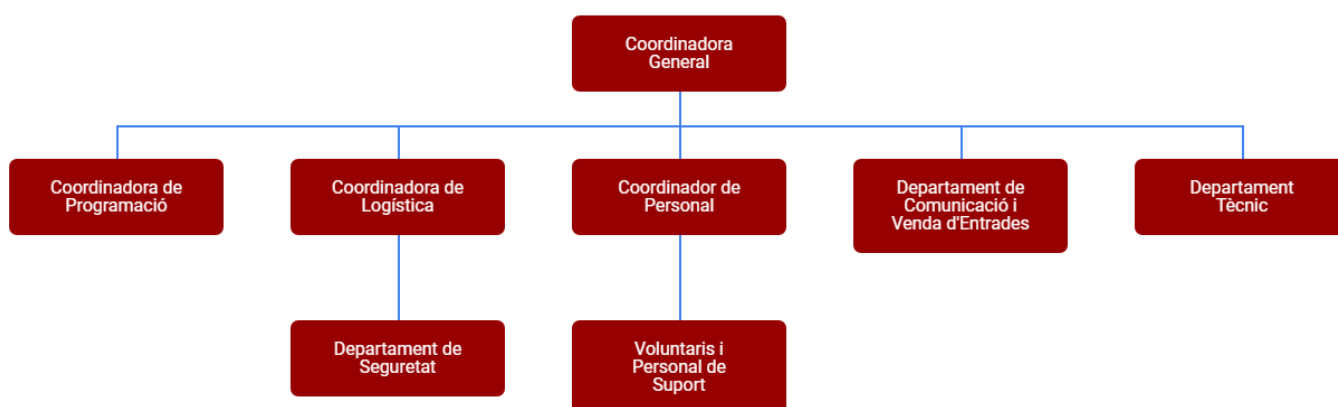 Coordinadora
General
Coordinadora de
Programació
Coordinadora de
Logística
Coordinador de
Personal
Departament de
Comunicació i
Venda d'Entrades
Departament
Tècnic
Departament de
Seguretat
Voluntaris i
Personal de
Suport